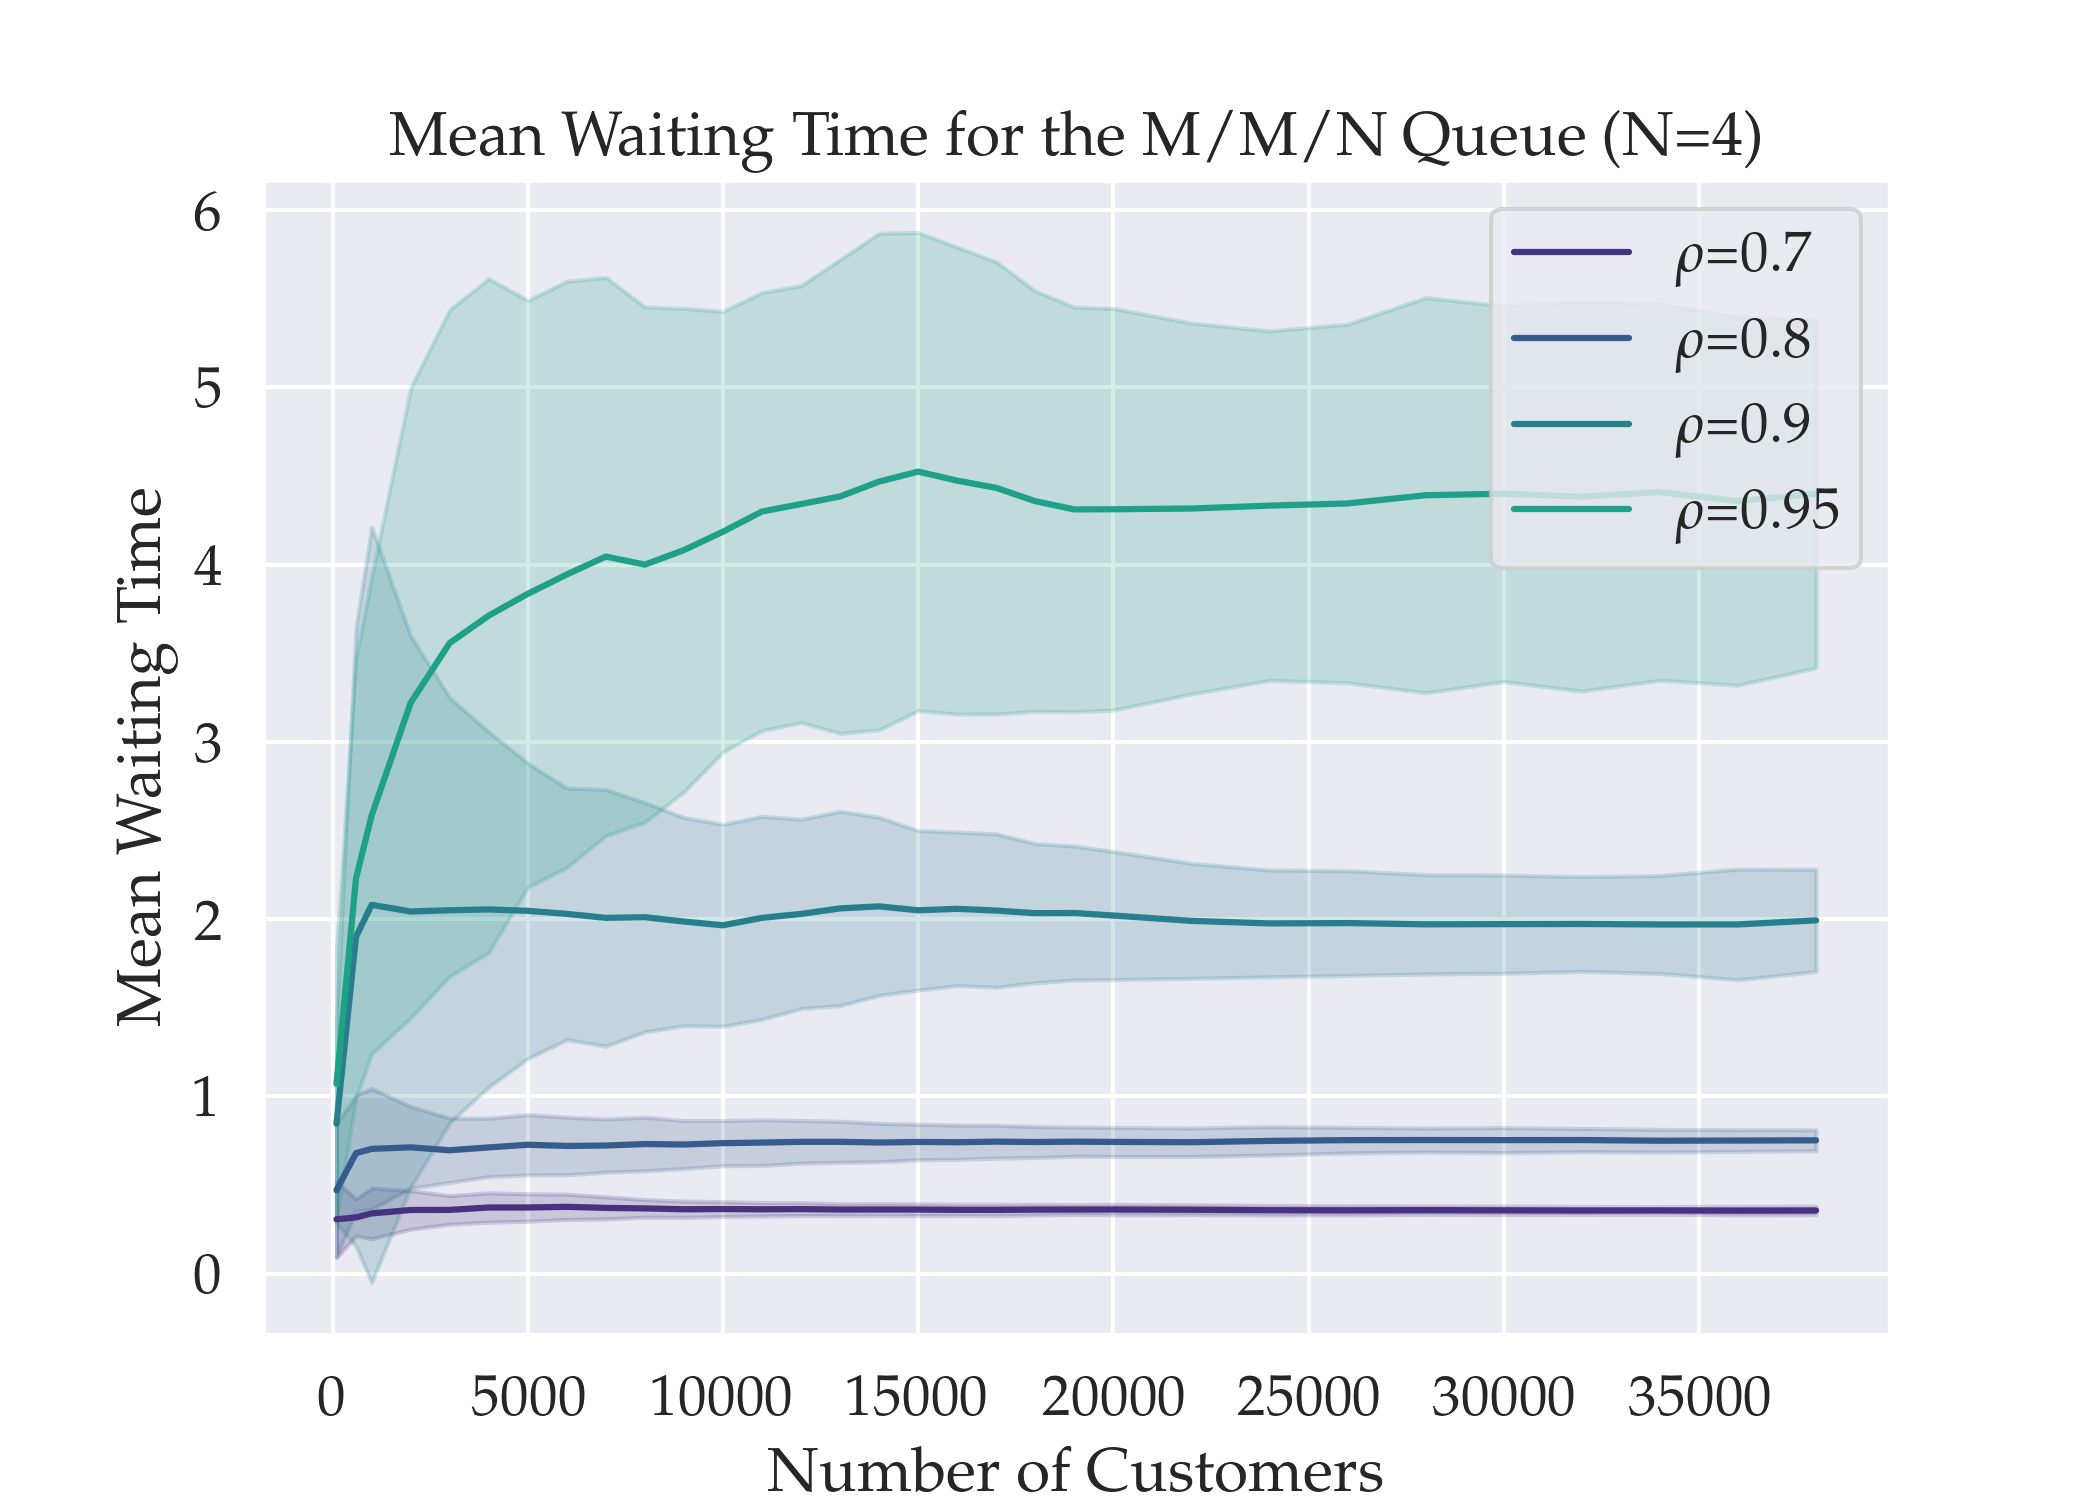 Mean Waiting Time for the M/M/N Queue (N=4)
6
5
4
3
2
1
0
Mean Waiting Time
ρ=0.7
ρ=0.8
ρ=0.9
ρ=0.95
0 5000 10000 15000 20000 25000 30000 35000
Number of Customers